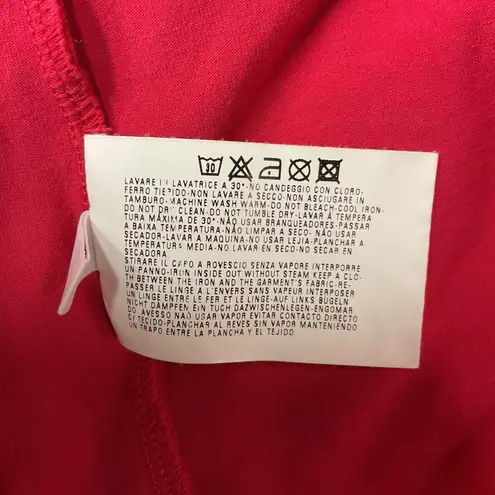 30
LAVARE IN LAVATRICE A 30°-NO CANDEGGIO CON CLORO-
FERRO TIEPIDO-NON LAVARE A SECCO-NON ASCIUGARE IN
TAMBURO-MACHINE WASH WARM-DO NOT BLEACH-COOL IRON-
DO NOT DRY CLEAN-DO NOT TUMBLE DRY-LAVAR À TEMPERA
TURA MÁXIMA DE 30°-NÃO USAR BRANQUEADORES-PASSAR
A BAIXA TEMPERATURA-NÃO LIMPAR A SECO-NÃO USAR
SECADOR-LAVAR A MAQUINA-NO USAR LEJIA-PLANCHAR A
TEMPERATURA MEDIA-NO LAVAR EN SECO-NO SECAR EN
SECADORA.
STIRARE IL CAPO A ROVESCIO SENZA VAPORE INTERPORRE
UN PANNO-IRON INSIDE OUT WITHOUT STEAM KEEP A CLO-
TH BETWEEN THE IRON AND THE GARMENT'S FABRIC-RE-
PASSER LE LINGE A L'ENVERS SANS VAPEUR INTERPOSER
UN LINGE ENTRE LE FER ET LE LINGE-AUF LINKS BÜGELN
NICHT DÄMPFEN EIN TUCH DAZWISCHENLEGEN-ENGOMAR
DO AVESSO NAO USAR VAPOR EVITAR CONTACTO DIRECTO
C/ TEJIDO-PLANCHAR AL REVES SIN VAPOR MANTENIENDO
UN TRAPO ENTRE LA PLANCHA Y EL TEJIDO.